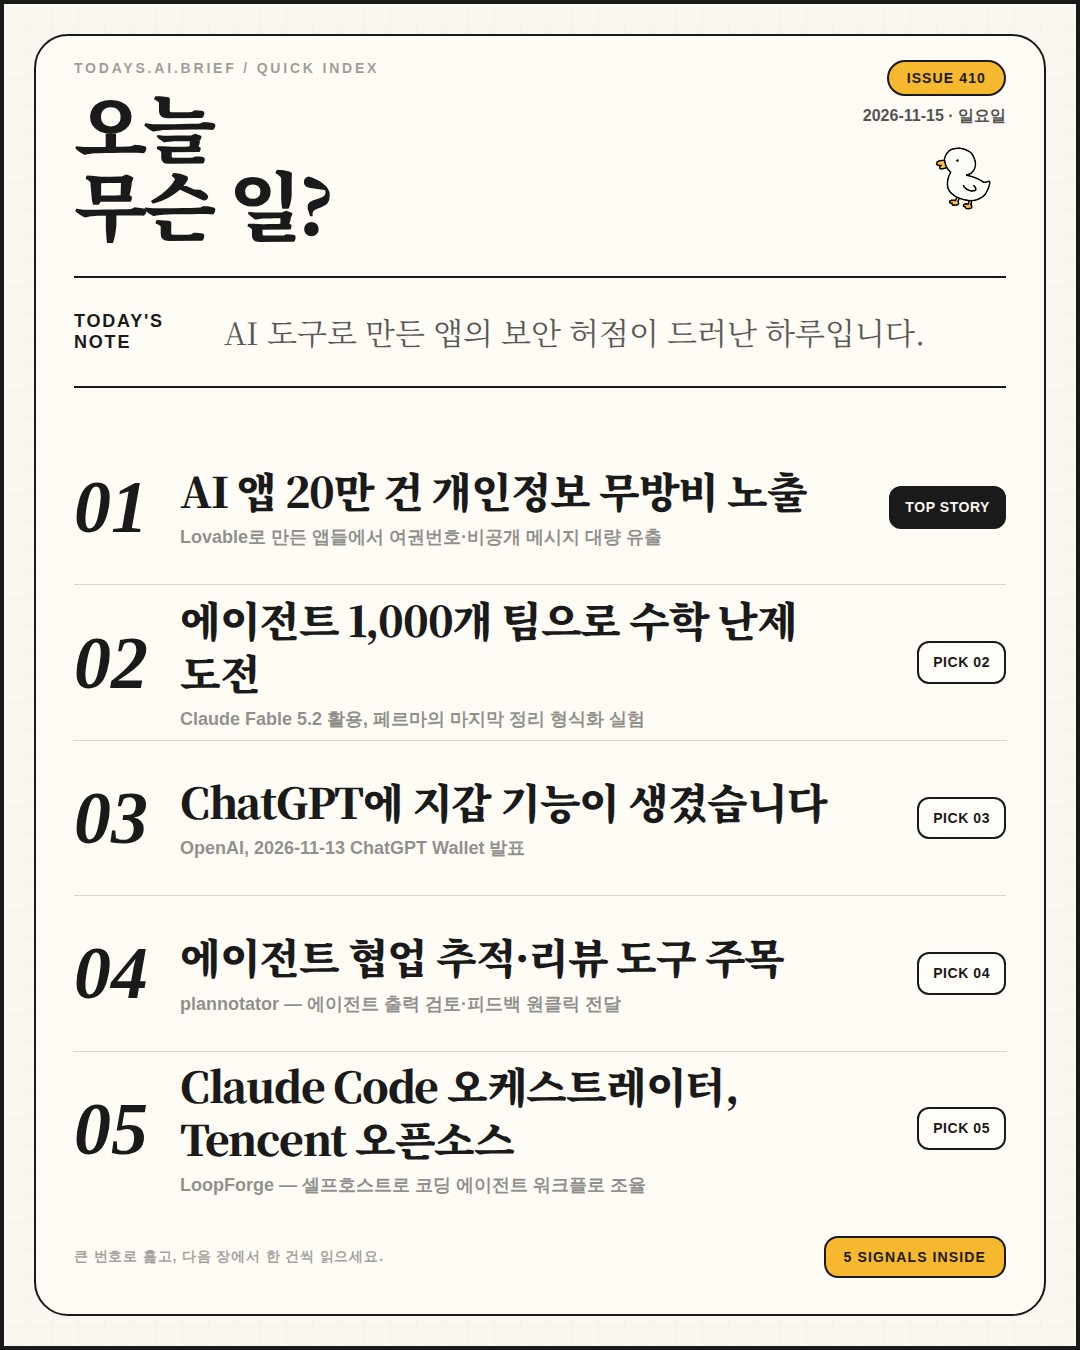 TODAYS.AI.BRIEF / QUICK INDEX
ISSUE 410
2026-11-15 · 일요일
오늘
무슨 일?
TODAY'S
NOTE
AI 도구로 만든 앱의 보안 허점이 드러난 하루입니다.
01
AI 앱 20만 건 개인정보 무방비 노출
Lovable로 만든 앱들에서 여권번호·비공개 메시지 대량 유출
TOP STORY
02
에이전트 1,000개 팀으로 수학 난제
도전
Claude Fable 5.2 활용, 페르마의 마지막 정리 형식화 실험
PICK 02
03
ChatGPT에 지갑 기능이 생겼습니다
OpenAI, 2026-11-13 ChatGPT Wallet 발표
PICK 03
04
에이전트 협업 추적·리뷰 도구 주목
plannotator — 에이전트 출력 검토·피드백 원클릭 전달
PICK 04
05
Claude Code 오케스트레이터,
Tencent 오픈소스
LoopForge — 셀프호스트로 코딩 에이전트 워크플로 조율
PICK 05
큰 번호로 훑고, 다음 장에서 한 건씩 읽으세요.
5 SIGNALS INSIDE